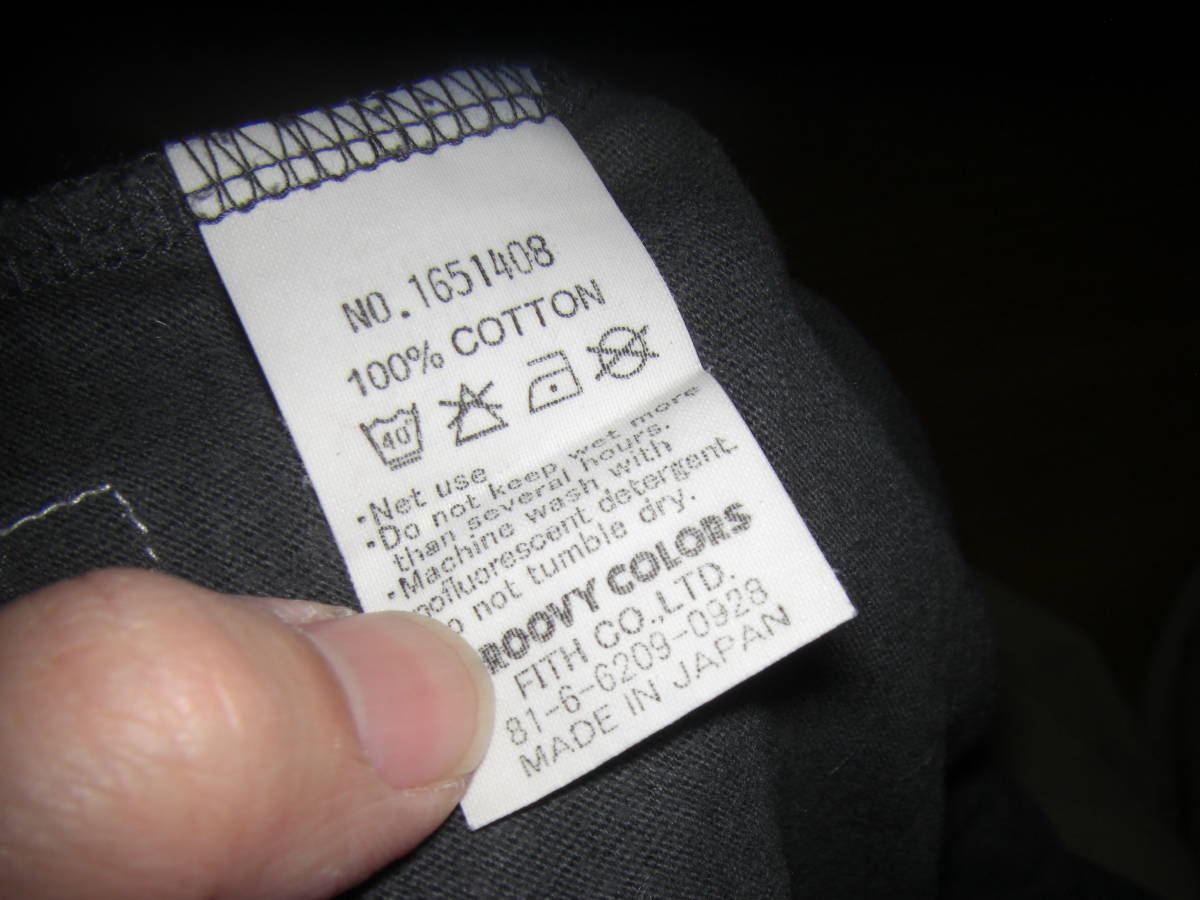 NO.1651408
100% COTTON
40°
·Net use
·Do not keep wet more
than several hours.
·Machine wash with
nofluorescent detergent
not tumble dry.
ROOVY COLORS
FITH CO.,LTD.
81-6-6209-0928
MADE IN JAPAN